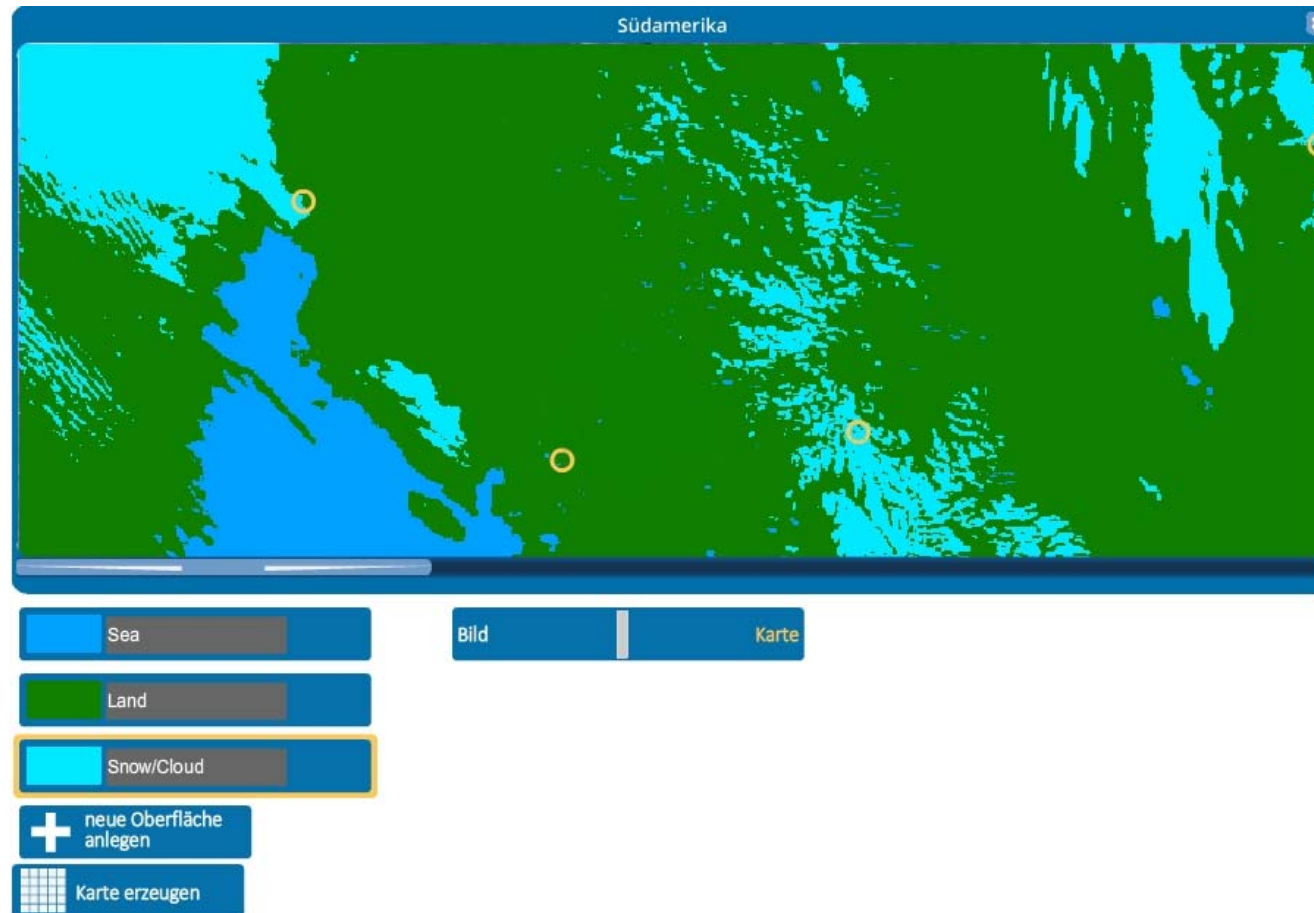 Südamerika
Sea
Bild
Karte
Land
Snow/Cloud
neue Oberfläche
anlegen
Karte erzeugen